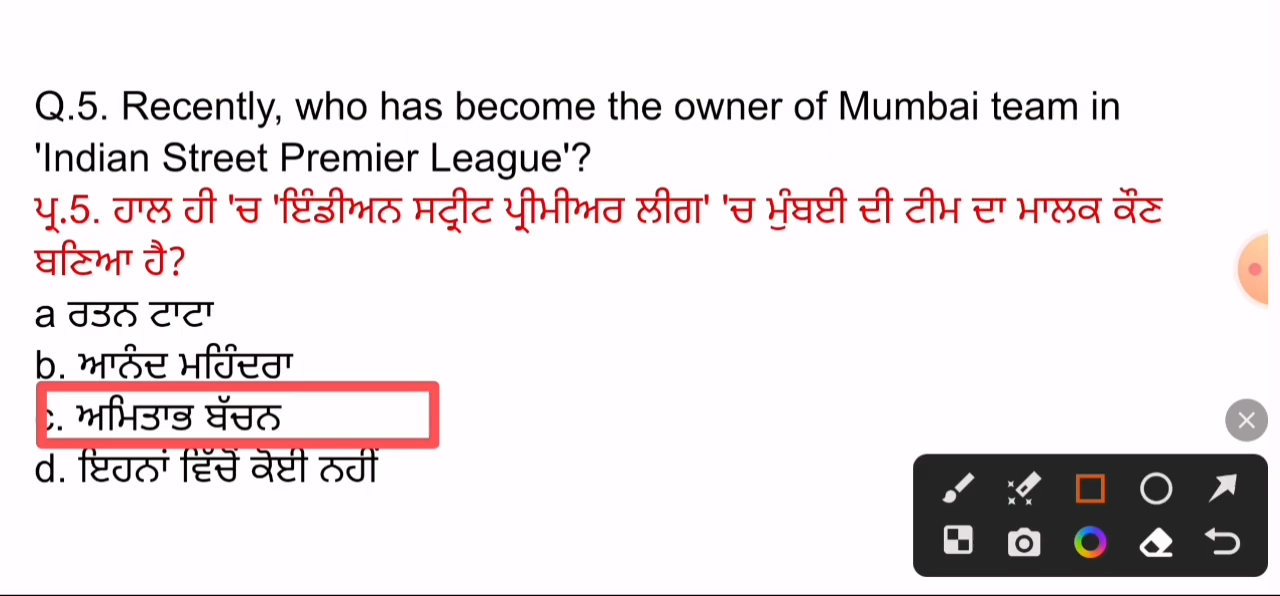 Q.5. Recently, who has become the owner of Mumbai team in
'Indian Street Premier League'?
ਪ੍ਰ.5. ਹਾਲ ਹੀ 'ਚ 'ਇੰਡੀਅਨ ਸਟ੍ਰੀਟ ਪ੍ਰੀਮੀਅਰ ਲੀਗ' 'ਚ ਮੁੰਬਈ ਦੀ ਟੀਮ ਦਾ ਮਾਲਕ ਕੌਣ
ਬਣਿਆ ਹੈ?
a ਰਤਨ ਟਾਟਾ
b. ਆਨੰਦ ਮਹਿੰਦਰਾ
c. ਅਮਿਤਾਭ ਬੱਚਨ
d. ਇਹਨਾਂ ਵਿੱਚੋਂ ਕੋਈ ਨਹੀਂ